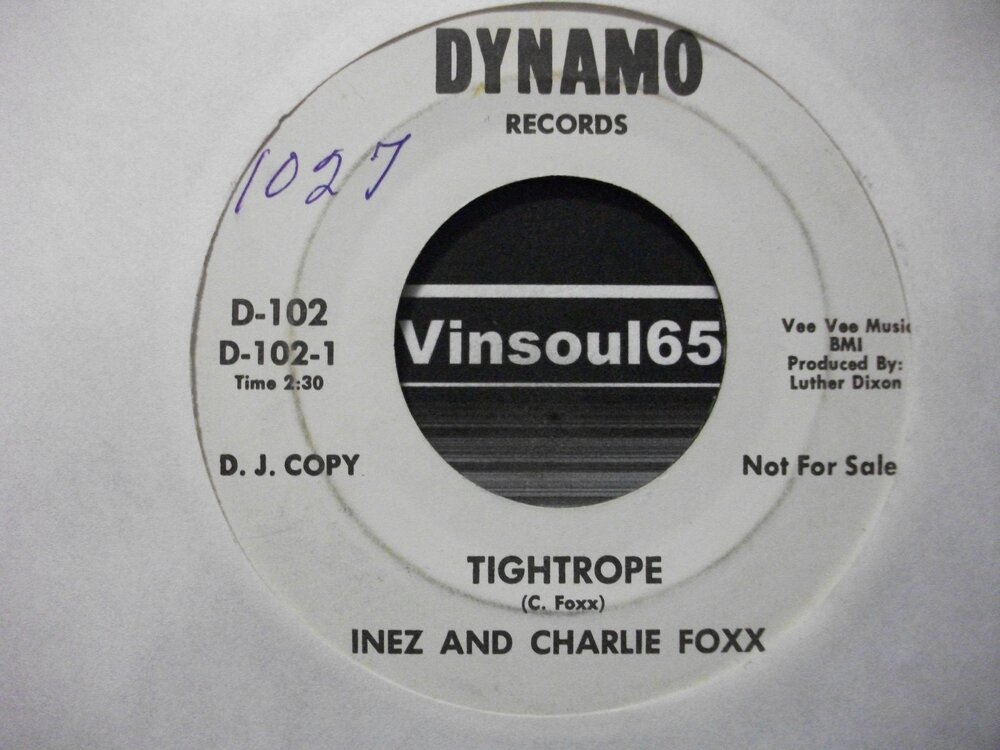 DYNAMO
RECORDS
1027
D-102
D-102-1
Time 2:30
Vinsoul65
Vee Vee Music
BMI
Produced By:
Luther Dixon
D. J. COPY
Not For Sale
TIGHTROPE
(C. Foxx)
INEZ AND CHARLIE FOXX